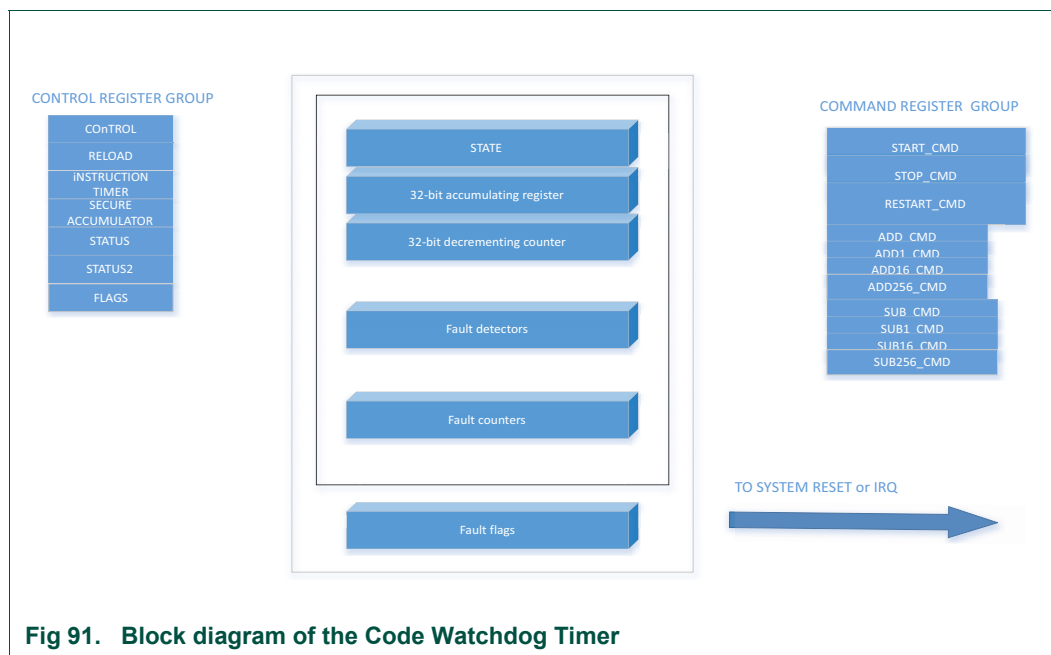 CONTROL REGISTER GROUP
COnTROL
RELOAD
iNSTRUCTION
TIMER
SECURE
ACCUMULATOR
STATUS
STATUS2
FLAGS
STATE
32-bit accumulating register
32-bit decrementing counter
Fault detectors
Fault counters
Fault flags
COMMAND REGISTER GROUP
START_CMD
STOP_CMD
RESTART_CMD
ADD_CMD
ADD1_CMD
ADD16_CMD
ADD256_CMD
SUB_CMD
SUB1_CMD
SUB16_CMD
SUB256_CMD
TO SYSTEM RESET or IRQ
Fig 91. Block diagram of the Code Watchdog Timer